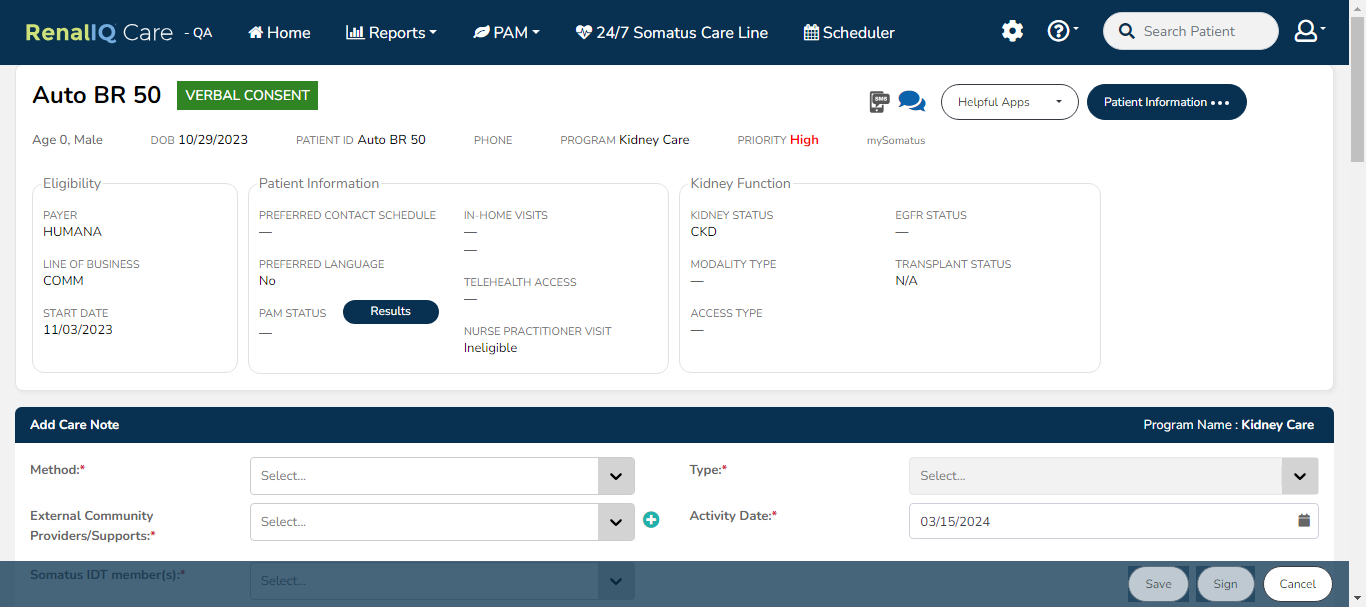 RenalIQ Care - QA Home Reports PAM 24/7 Somatus Care Line Scheduler Search Patient
Auto BR 50 VERBAL CONSENT SMS Helpful Apps Patient Information
Age 0, Male DOB 10/29/2023 PATIENT ID Auto BR 50 PHONE PROGRAM Kidney Care PRIORITY High mySomatus
Eligibility
PAYER
HUMANA
LINE OF BUSINESS
COMM
START DATE
11/03/2023
Patient Information
PREFERRED CONTACT SCHEDULE
—
PREFERRED LANGUAGE
No
PAM STATUS Results
—
IN-HOME VISITS
—
—
TELEHEALTH ACCESS
—
NURSE PRACTITIONER VISIT
Ineligible
Kidney Function
KIDNEY STATUS
CKD
MODALITY TYPE
—
ACCESS TYPE
—
EGFR STATUS
—
TRANSPLANT STATUS
N/A
Add Care Note Program Name : Kidney Care
Method:* Select... Type:* Select...
External Community
Providers/Supports:* Select... Activity Date:* 03/15/2024
Somatus IDT member(s):* Select...
Save Sign Cancel